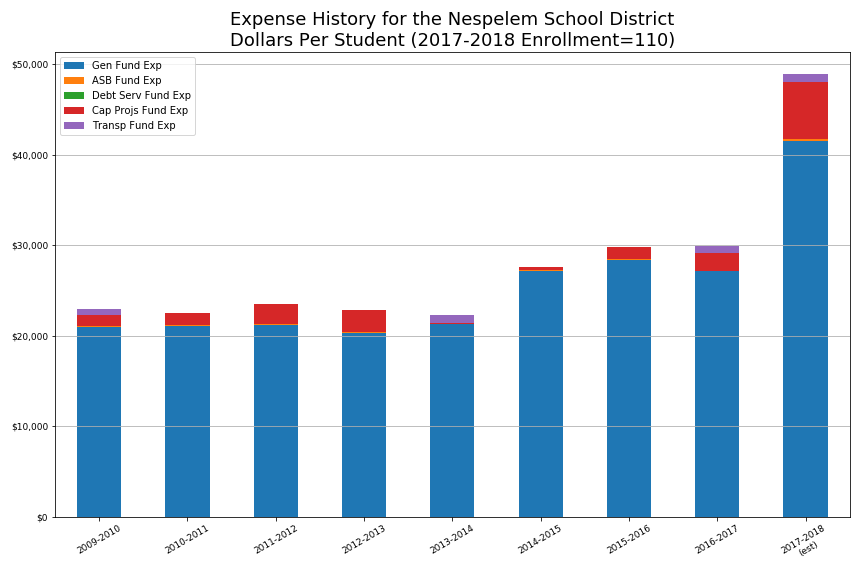 Expense History for the Nespelem School District
Dollars Per Student (2017-2018 Enrollment=110)
Gen Fund Exp
ASB Fund Exp
Debt Serv Fund Exp
Cap Projs Fund Exp
Transp Fund Exp
$50,000
$40,000
$30,000
$20,000
$10,000
$0
2009-2010
2010-2011
2011-2012
2012-2013
2013-2014
2014-2015
2015-2016
2016-2017
2017-2018
(est)